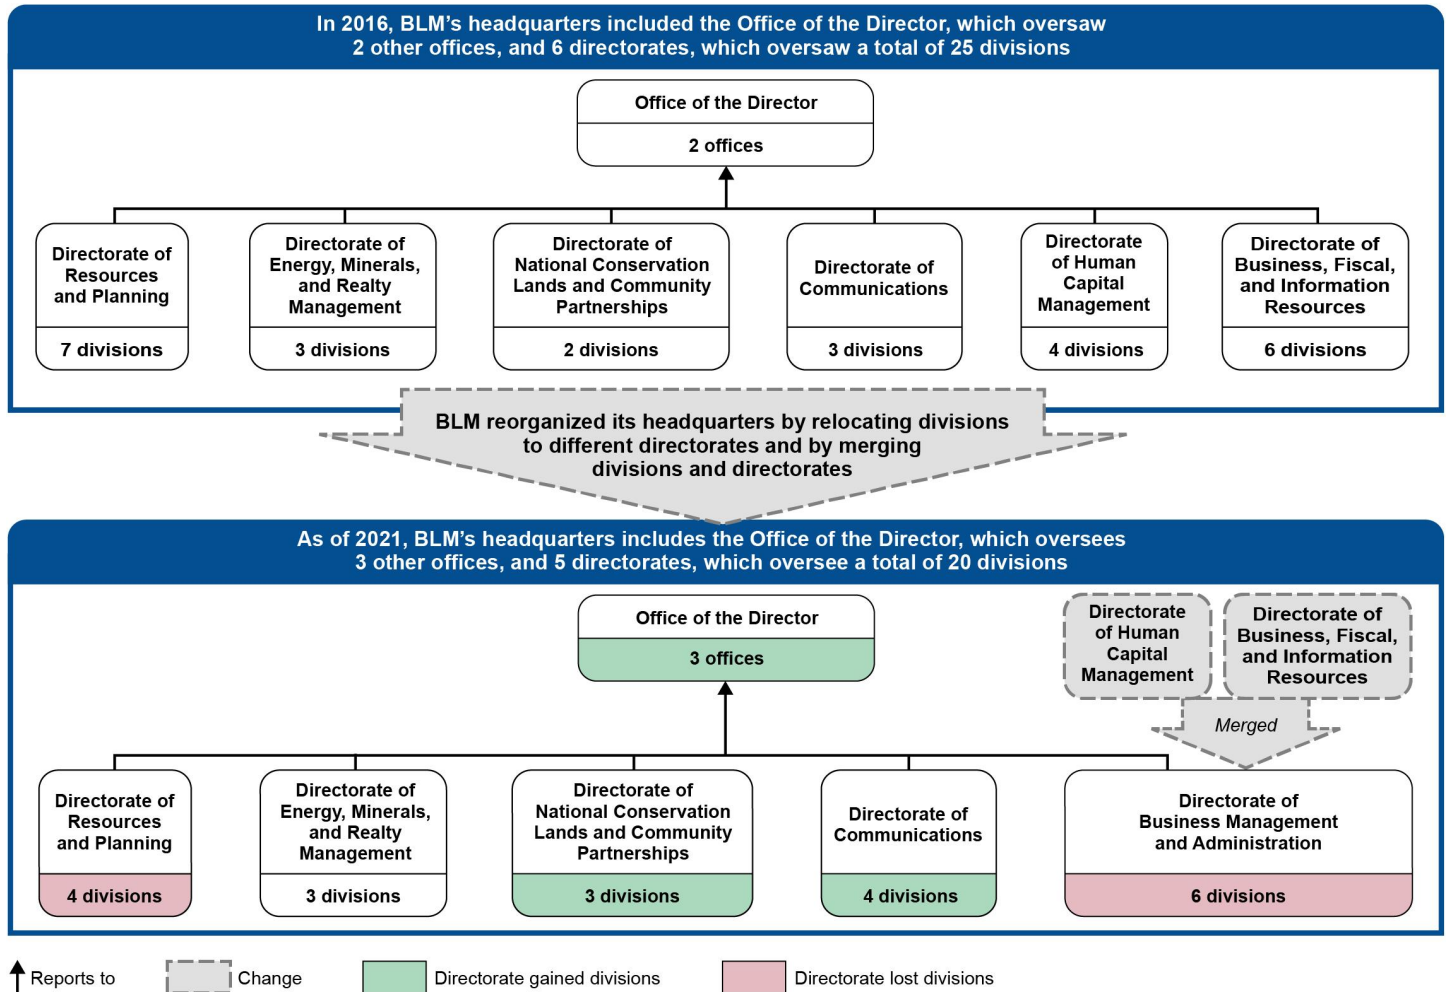 In 2016, BLM’s headquarters included the Office of the Director, which oversaw
2 other offices, and 6 directorates, which oversaw a total of 25 divisions
Office of the Director
2 offices
Directorate of
Resources
and Planning
7 divisions
Directorate of
Energy, Minerals,
and Realty
Management
3 divisions
Directorate of
National Conservation
Lands and Community
Partnerships
2 divisions
Directorate of
Communications
3 divisions
Directorate
of Human
Capital
Management
4 divisions
Directorate of
Business, Fiscal,
and Information
Resources
6 divisions
BLM reorganized its headquarters by relocating divisions
to different directorates and by merging
divisions and directorates
As of 2021, BLM’s headquarters includes the Office of the Director, which oversees
3 other offices, and 5 directorates, which oversee a total of 20 divisions
Office of the Director
3 offices
Directorate
of Human
Capital
Management
Directorate of
Business, Fiscal,
and Information
Resources
Merged
Directorate of
Resources
and Planning
4 divisions
Directorate of
Energy, Minerals,
and Realty
Management
3 divisions
Directorate of
National Conservation
Lands and Community
Partnerships
3 divisions
Directorate of
Communications
4 divisions
Directorate of
Business Management
and Administration
6 divisions
Reports to
Change
Directorate gained divisions
Directorate lost divisions